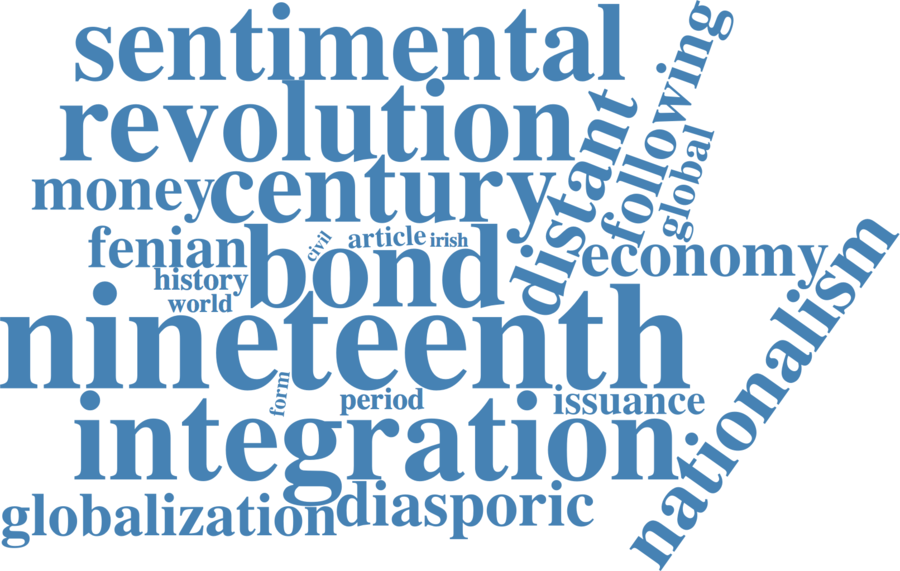 sentimental
revolution
following
distant
global
money
century
fenian
bond
civil
article
irish
economy
history
world
nineteenth
nationalism
form
period
issuance
integration
globalization
diasporic